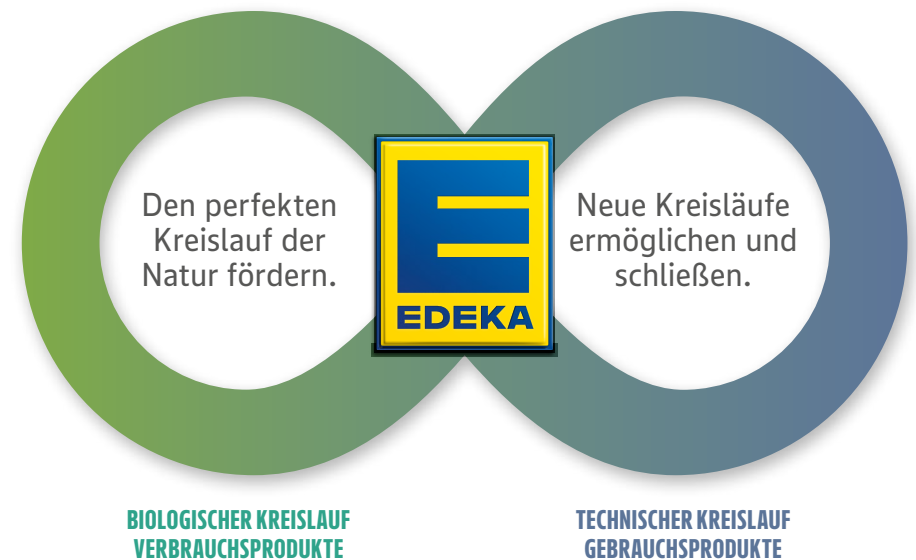 Den perfekten
Kreislauf der
Natur fördern.
EDEKA
Neue Kreisläufe
ermöglichen und
schließen.
BIOLOGISCHER KREISLAUF
VERBRAUCHSPRODUKTE
TECHNISCHER KREISLAUF
GEBRAUCHSPRODUKTE